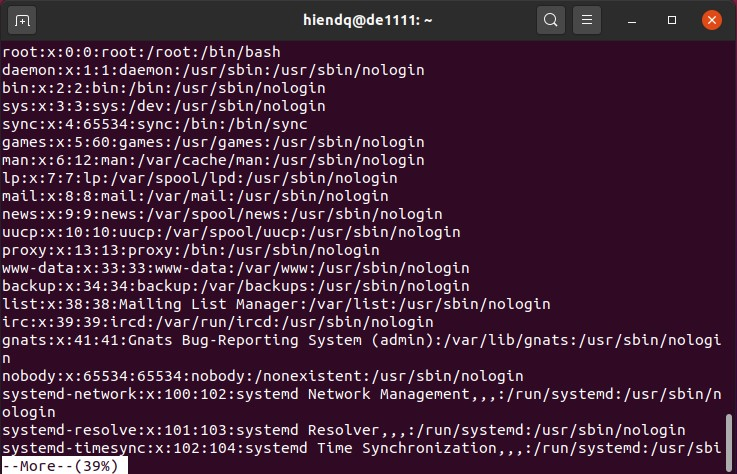 hiendq@de1111: ~
root:x:0:0:root:/root:/bin/bash
daemon:x:1:1:daemon:/usr/sbin:/usr/sbin/nologin
bin:x:2:2:bin:/bin:/usr/sbin/nologin
sys:x:3:3:sys:/dev:/usr/sbin/nologin
sync:x:4:65534:sync:/bin:/bin/sync
games:x:5:60:games:/usr/games:/usr/sbin/nologin
man:x:6:12:man:/var/cache/man:/usr/sbin/nologin
lp:x:7:7:lp:/var/spool/lpd:/usr/sbin/nologin
mail:x:8:8:mail:/var/mail:/usr/sbin/nologin
news:x:9:9:news:/var/spool/news:/usr/sbin/nologin
uucp:x:10:10:uucp:/var/spool/uucp:/usr/sbin/nologin
proxy:x:13:13:proxy:/bin:/usr/sbin/nologin
www-data:x:33:33:www-data:/var/www:/usr/sbin/nologin
backup:x:34:34:backup:/var/backups:/usr/sbin/nologin
list:x:38:38:Mailing List Manager:/var/list:/usr/sbin/nologin
irc:x:39:39:ircd:/var/run/ircd:/usr/sbin/nologin
gnats:x:41:41:Gnats Bug-Reporting System (admin):/var/lib/gnats:/usr/sbin/nologi
n
nobody:x:65534:65534:nobody:/nonexistent:/usr/sbin/nologin
systemd-network:x:100:102:systemd Network Management,,,:/run/systemd:/usr/sbin/n
ologin
systemd-resolve:x:101:103:systemd Resolver,,,:/run/systemd:/usr/sbin/nologin
systemd-timesync:x:102:104:systemd Time Synchronization,,,:/run/systemd:/usr/sbi
--More--(39%)